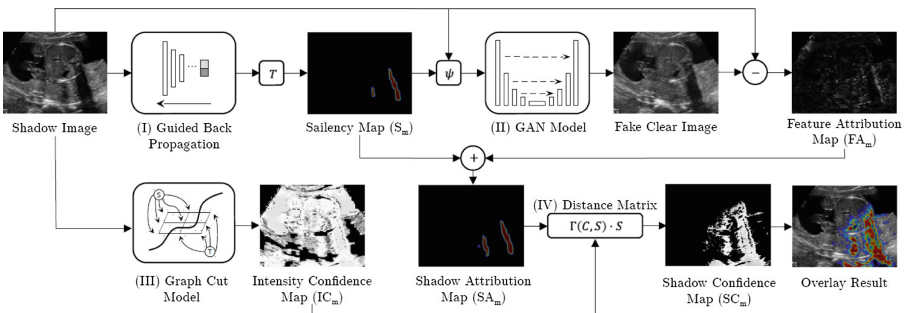 T
ψ
−
Shadow Image
(I) Guided Back
Propagation
Sailency Map (Sm)
(II) GAN Model
Fake Clear Image
Feature Attribution
Map (FAm)
+
S
T
(IV) Distance Matrix
Γ(C, S) · S
(III) Graph Cut
Model
Intensity Confidence
Map (ICm)
Shadow Attribution
Map (SAm)
Shadow Confidence
Map (SCm)
Overlay Result